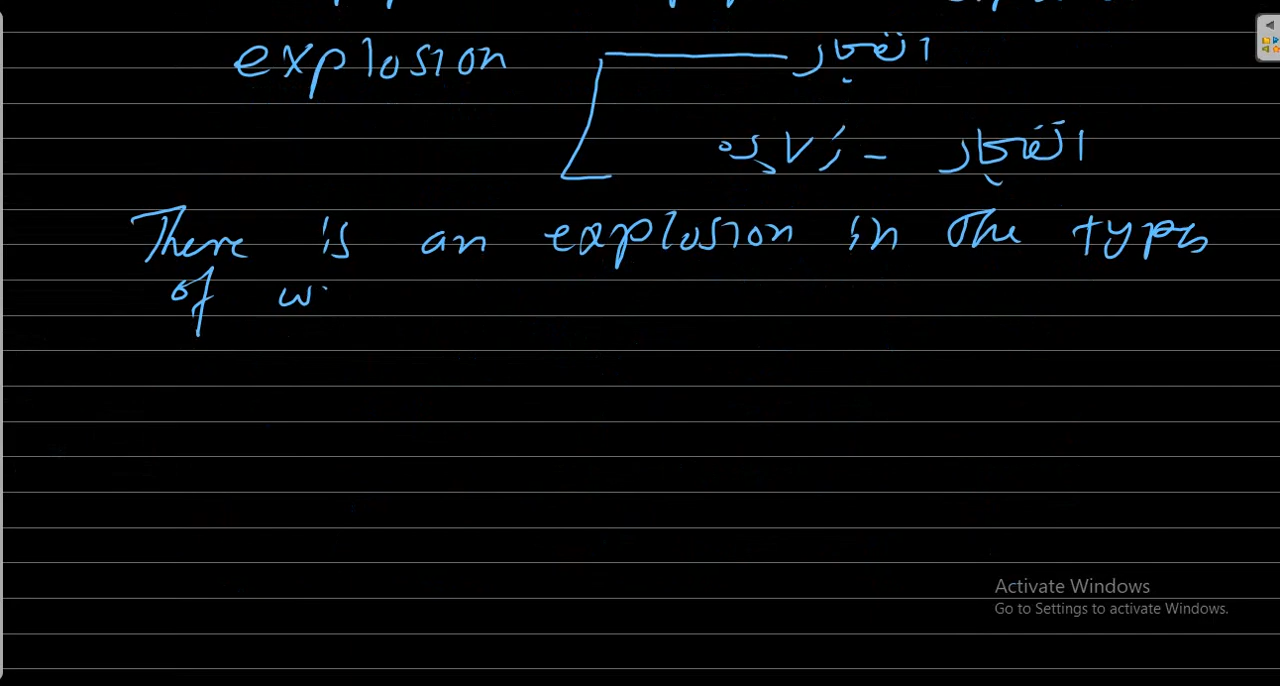 explosion انفجار
انفجار -
There is an explosion in the types
of w
Activate Windows
Go to Settings to activate Windows.